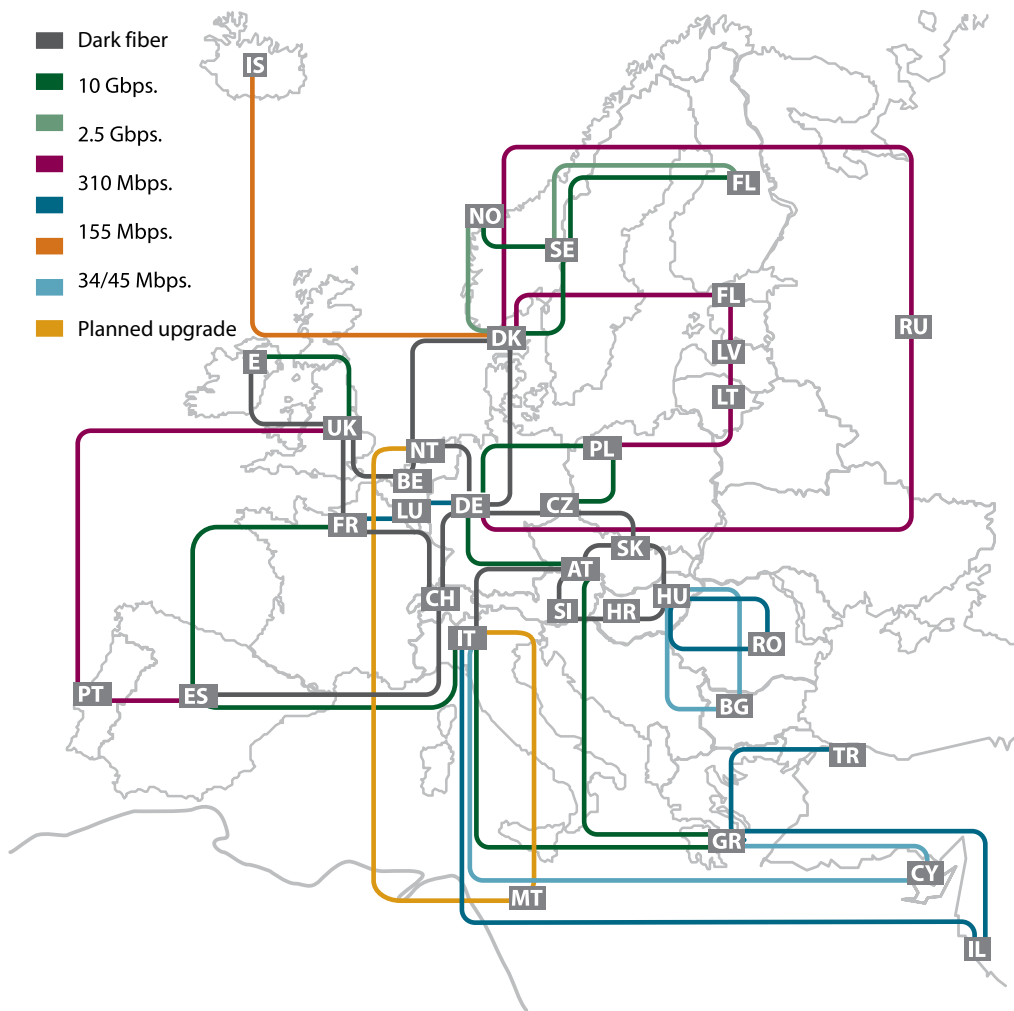 Dark fiber
10 Gbps.
2.5 Gbps.
310 Mbps.
155 Mbps.
34/45 Mbps.
Planned upgrade
IS
NO
FL
SE
FL
DK
RU
LV
E
LT
UK
NT
PL
BE
LU
DE
CZ
FR
SK
AT
CH
HU
SI
HR
IT
RO
PT
ES
BG
TR
GR
CY
MT
IL